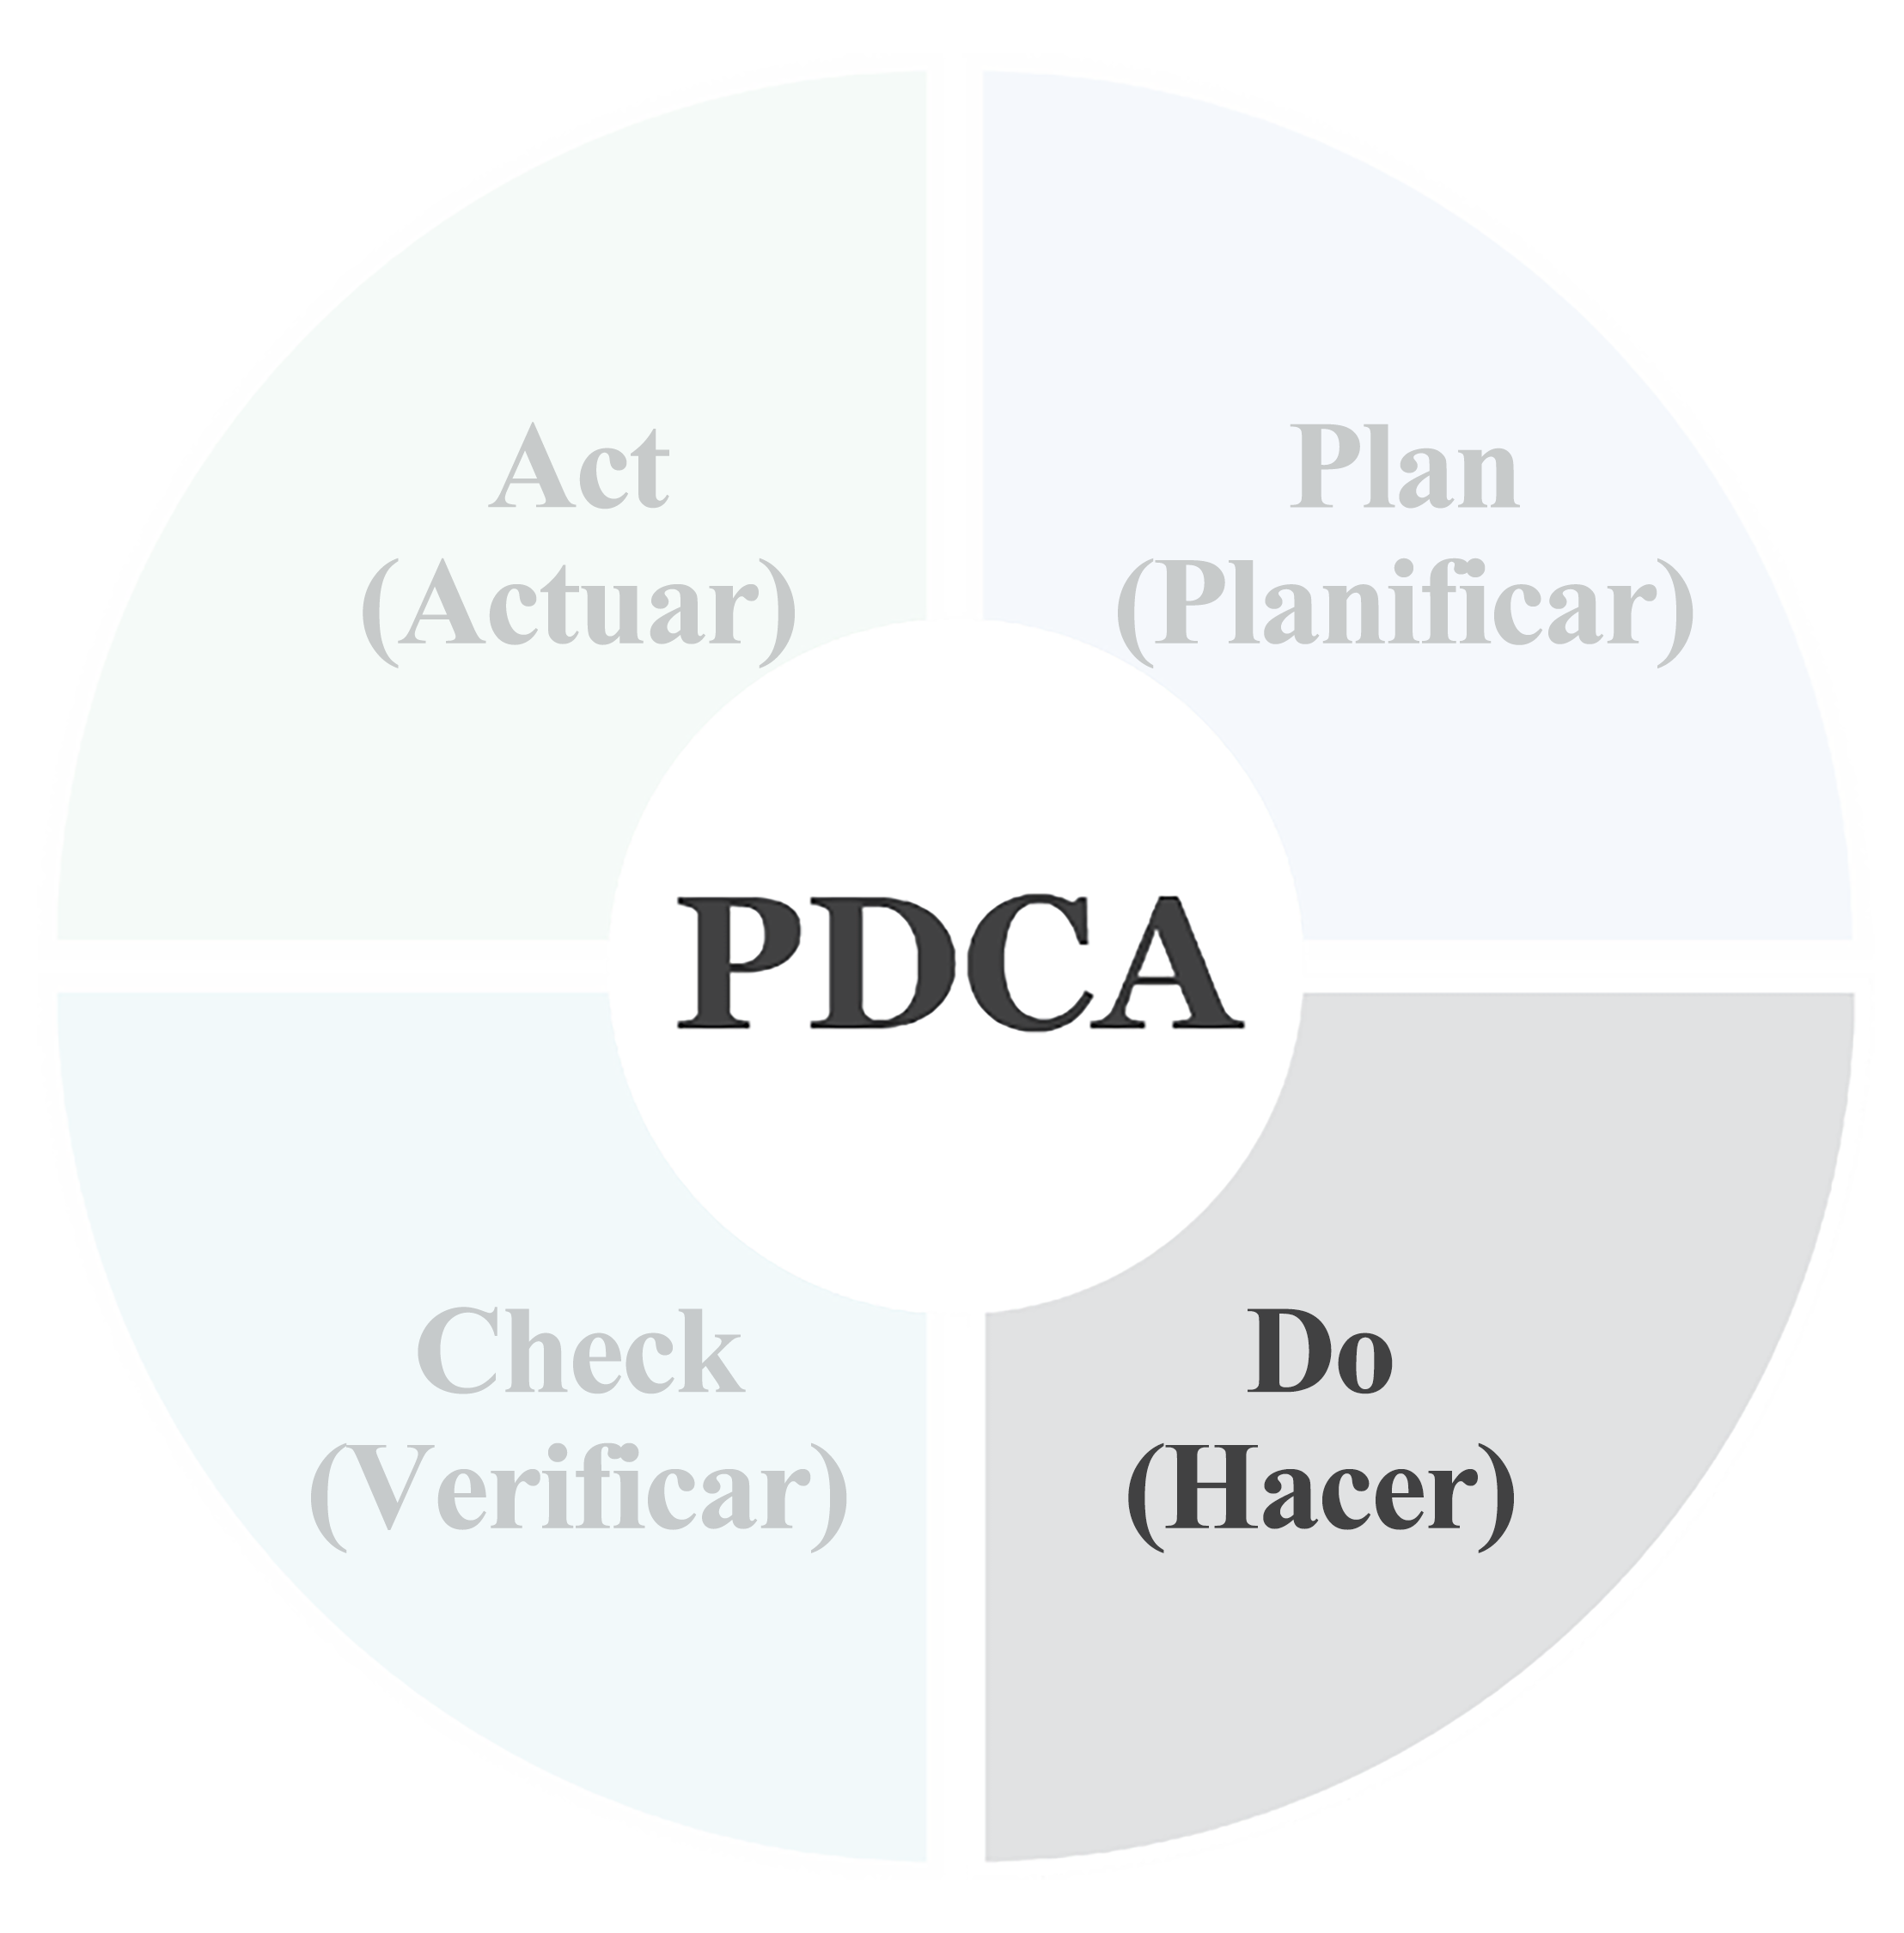 Act
(Actuar)
Plan
(Planificar)
PDCA
Check
(Verificar)
Do
(Hacer)